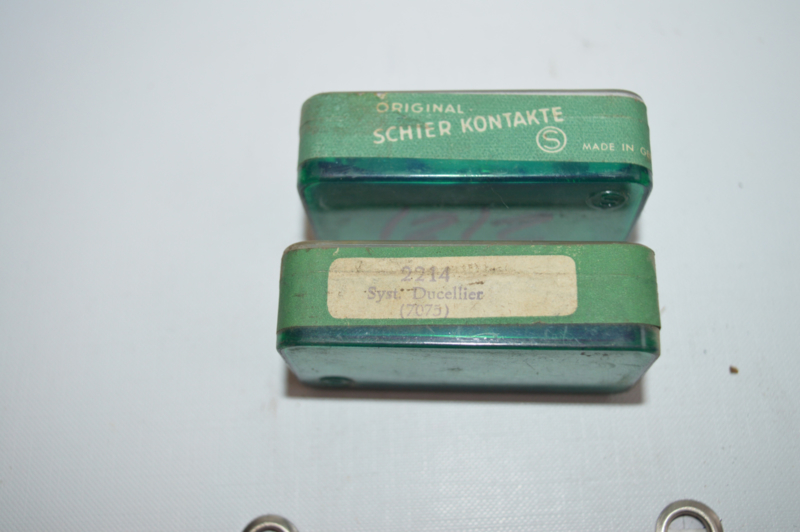 ORIGINAL
SCHIER KONTAKTE
S
MADE IN
2214
Syst. Ducellier
(7075)